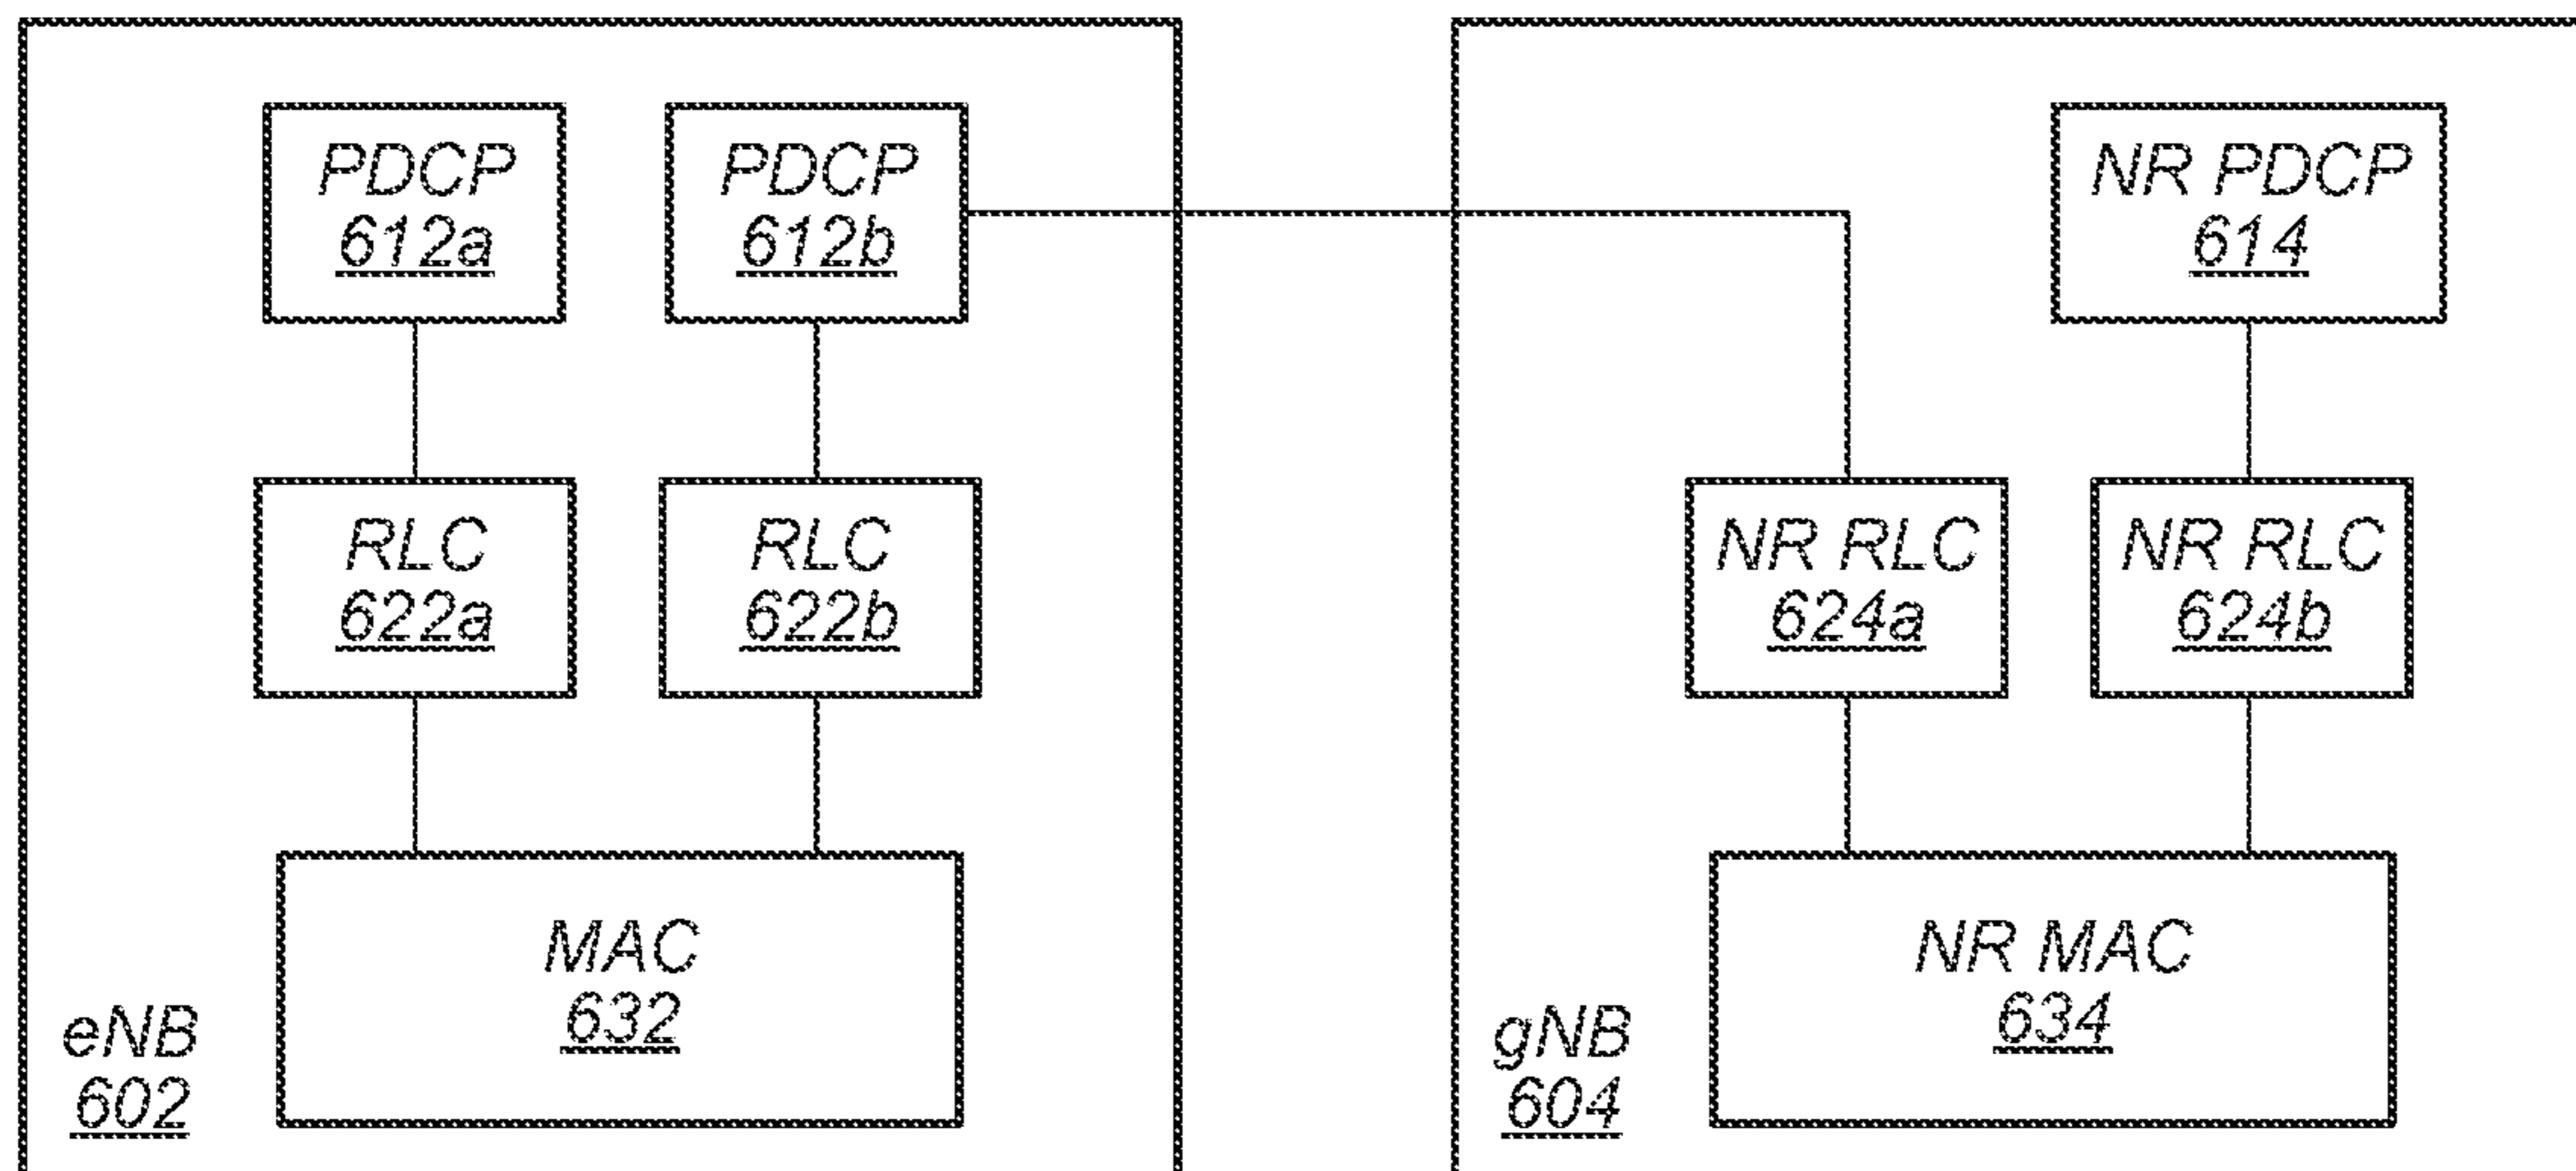 PDCP
612a
PDCP
612b
NR PDCP
614
RLC
622a
RLC
622b
NR RLC
624a
NR RLC
624b
MAC
632
NR MAC
634
eNB
602
gNB
604